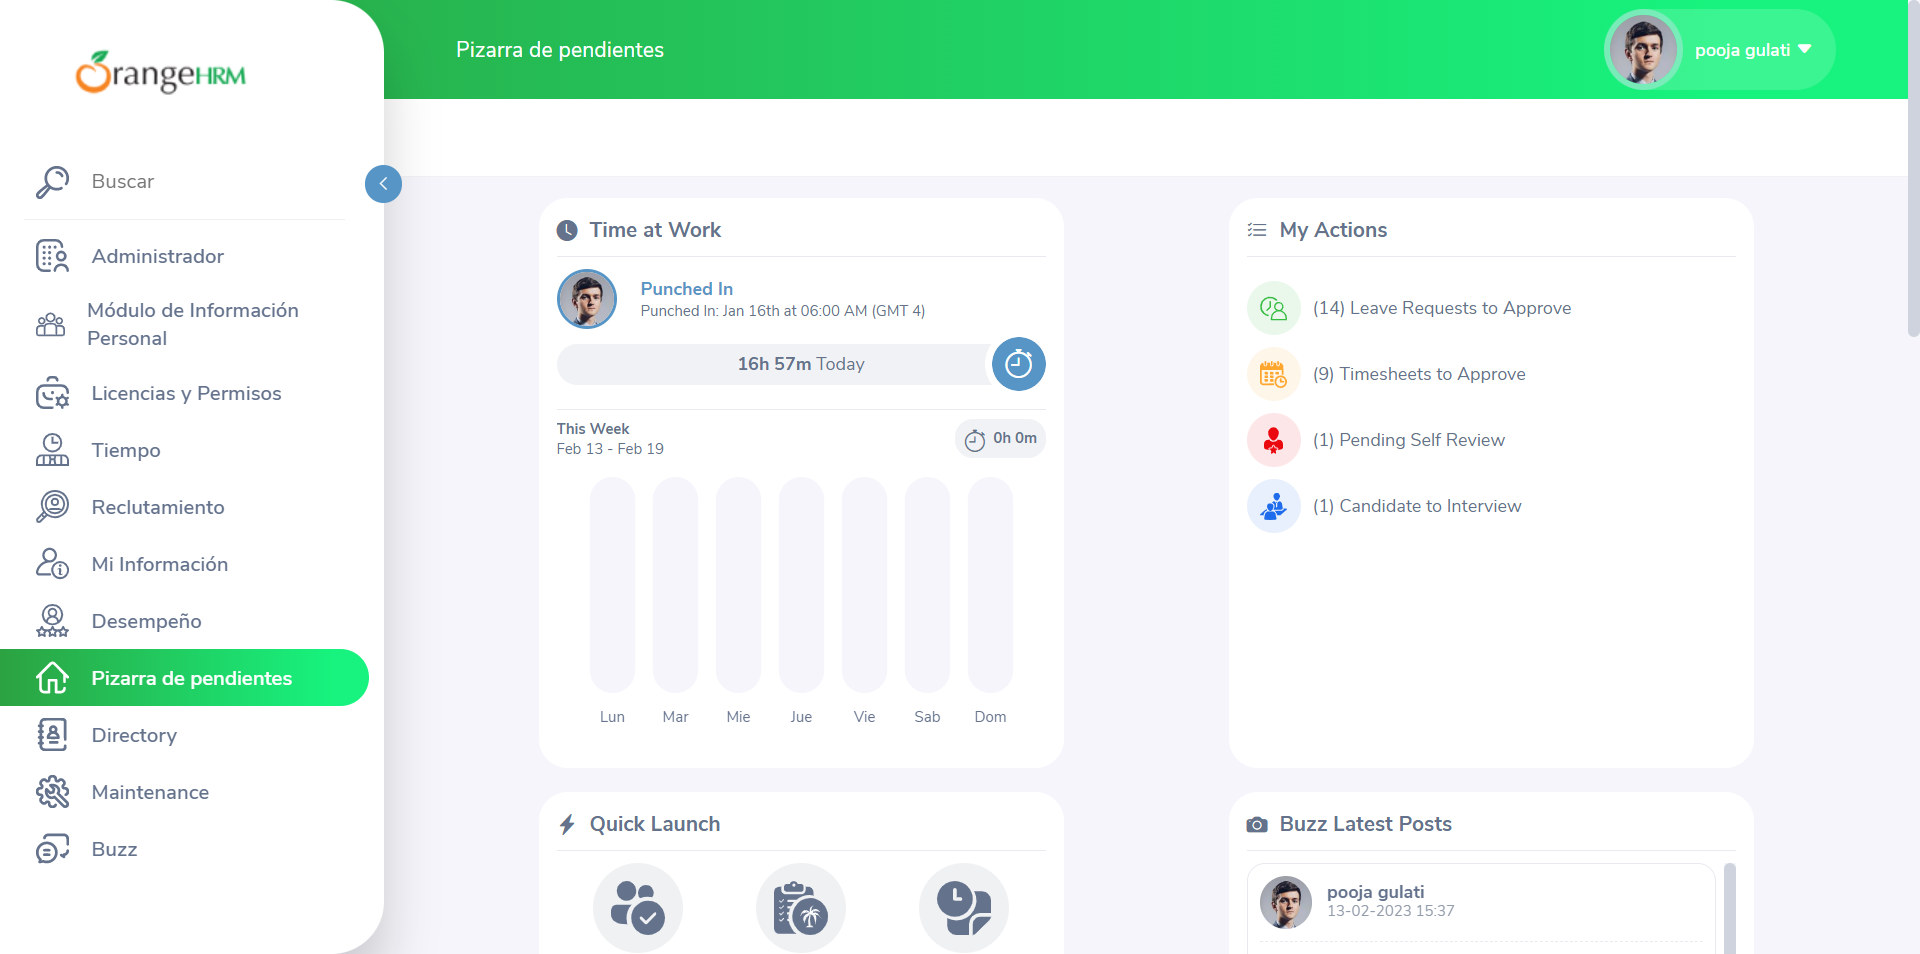 OrangeHRM
Buscar
Administrador
Módulo de Información
Personal
Licencias y Permisos
Tiempo
Reclutamiento
Mi Información
Desempeño
Pizarra de pendientes
Directory
Maintenance
Buzz
Pizarra de pendientes
pooja gulati
Time at Work
Punched In
Punched In: Jan 16th at 06:00 AM (GMT 4)
16h 57m Today
This Week
Feb 13 - Feb 19
0h 0m
Lun Mar Mie Jue Vie Sab Dom
My Actions
(14) Leave Requests to Approve
(9) Timesheets to Approve
(1) Pending Self Review
(1) Candidate to Interview
Quick Launch
Buzz Latest Posts
pooja gulati
13-02-2023 15:37